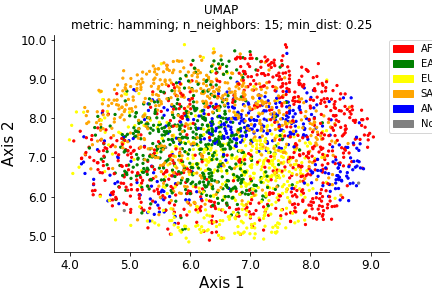 UMAP
metric: hamming; n_neighbors: 15; min_dist: 0.25
10.0
9.0
8.0
7.0
6.0
5.0
Axis 2
4.0 5.0 6.0 7.0 8.0 9.0
Axis 1
AF
EA
EU
SA